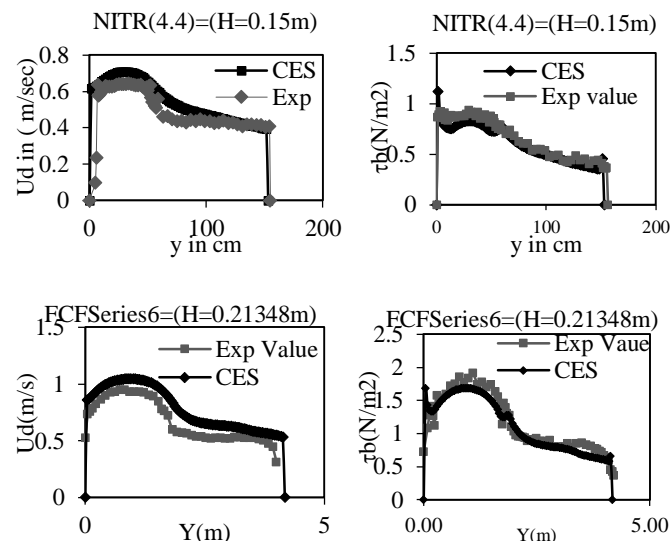 NITR(4.4)=(H=0.15m)
Ud in ( m/sec)
0.8
0.6
0.4
0.2
0
CES
Exp
0 100 200
y in cm
NITR(4.4)=(H=0.15m)
τb(N/m2)
1.5
1
0.5
0
CES
Exp value
0 100 200
y in cm
FCFSeries6=(H=0.21348m)
Ud(m/s)
1.5
1
0.5
0
Exp Value
CES
0 5
Y(m)
FCFSeries6=(H=0.21348m)
τb(N/m2)
2.5
2
1.5
1
0.5
0
Exp Vaue
CES
0.00 5.00
Y(m)